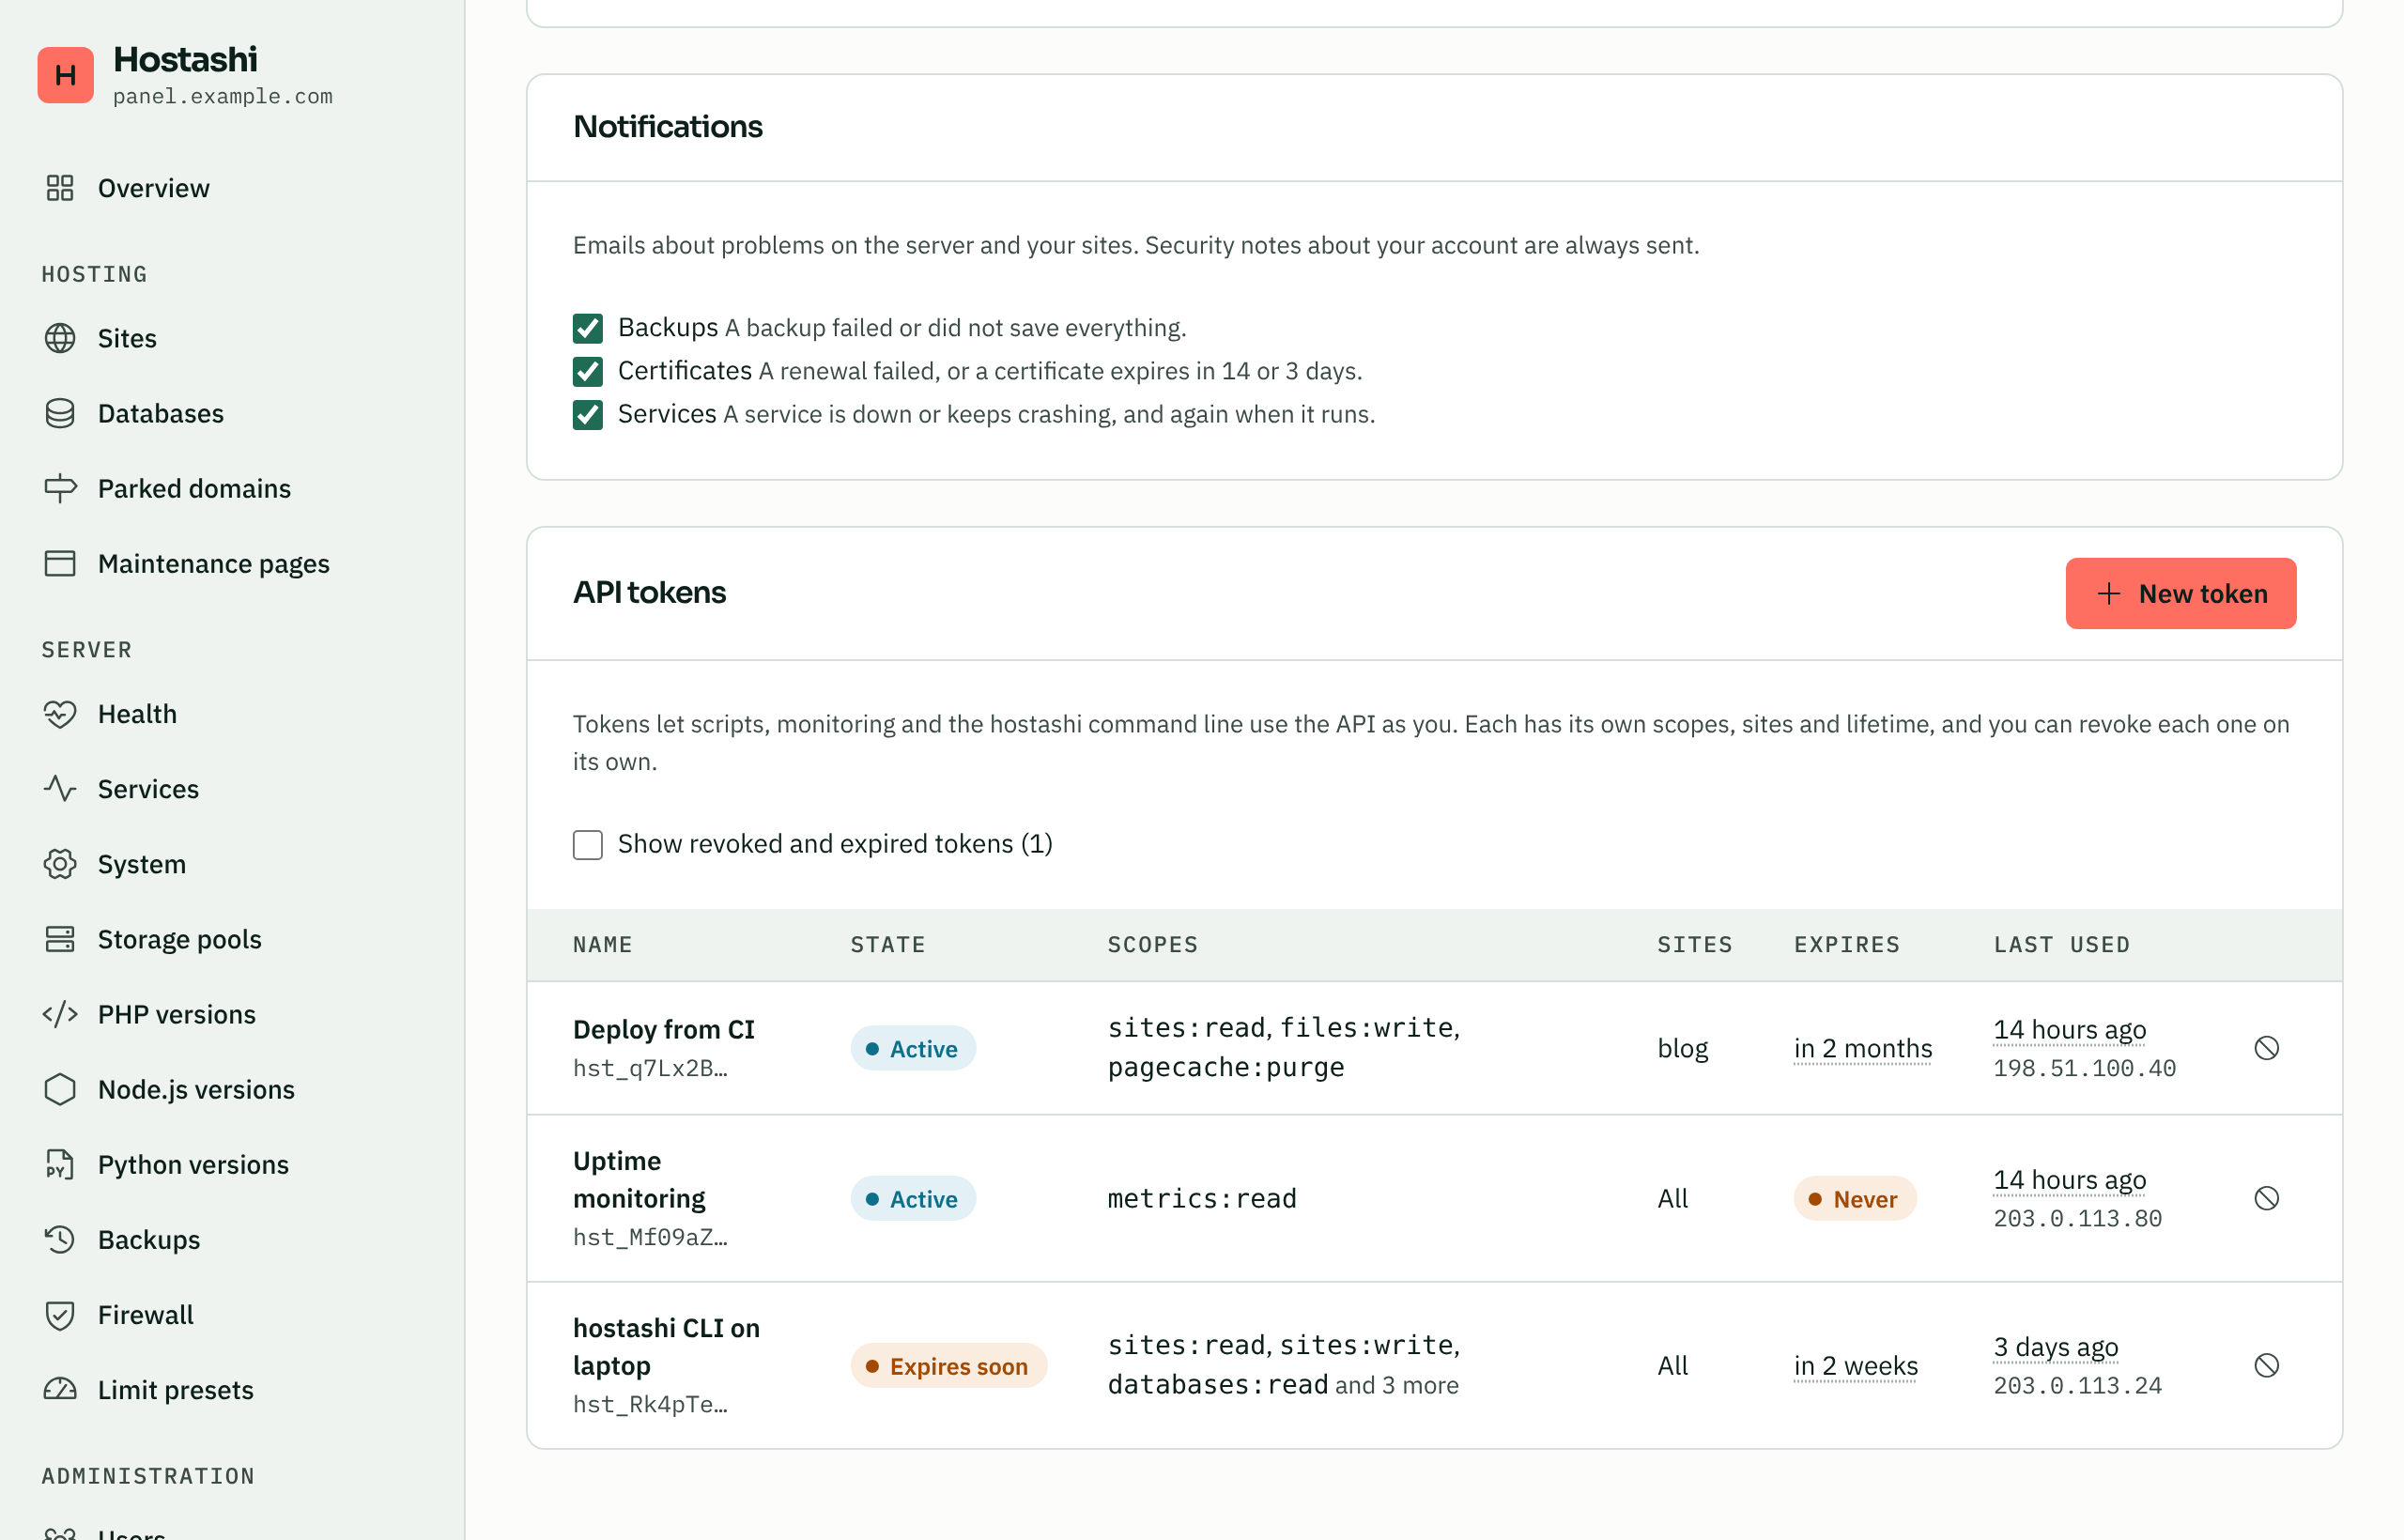 H
Hostashi
panel.example.com
Overview
HOSTING
Sites
Databases
Parked domains
Maintenance pages
SERVER
Health
Services
System
Storage pools
PHP versions
Node.js versions
PY Python versions
Backups
Firewall
Limit presets
ADMINISTRATION
Users
Notifications
Emails about problems on the server and your sites. Security notes about your account are always sent.
Backups A backup failed or did not save everything.
Certificates A renewal failed, or a certificate expires in 14 or 3 days.
Services A service is down or keeps crashing, and again when it runs.
API tokens
New token
Tokens let scripts, monitoring and the hostashi command line use the API as you. Each has its own scopes, sites and lifetime, and you can revoke each one on
its own.
Show revoked and expired tokens (1)
NAME STATE SCOPES SITES EXPIRES LAST USED
Deploy from CI
hst_q7Lx2B…
Active
sites:read, files:write,
pagecache:purge
blog
in 2 months
14 hours ago
198.51.100.40
Uptime
monitoring
hst_Mf09aZ…
Active
metrics:read
All
Never
14 hours ago
203.0.113.80
hostashi CLI on
laptop
hst_Rk4pTe…
Expires soon
sites:read, sites:write,
databases:read and 3 more
All
in 2 weeks
3 days ago
203.0.113.24